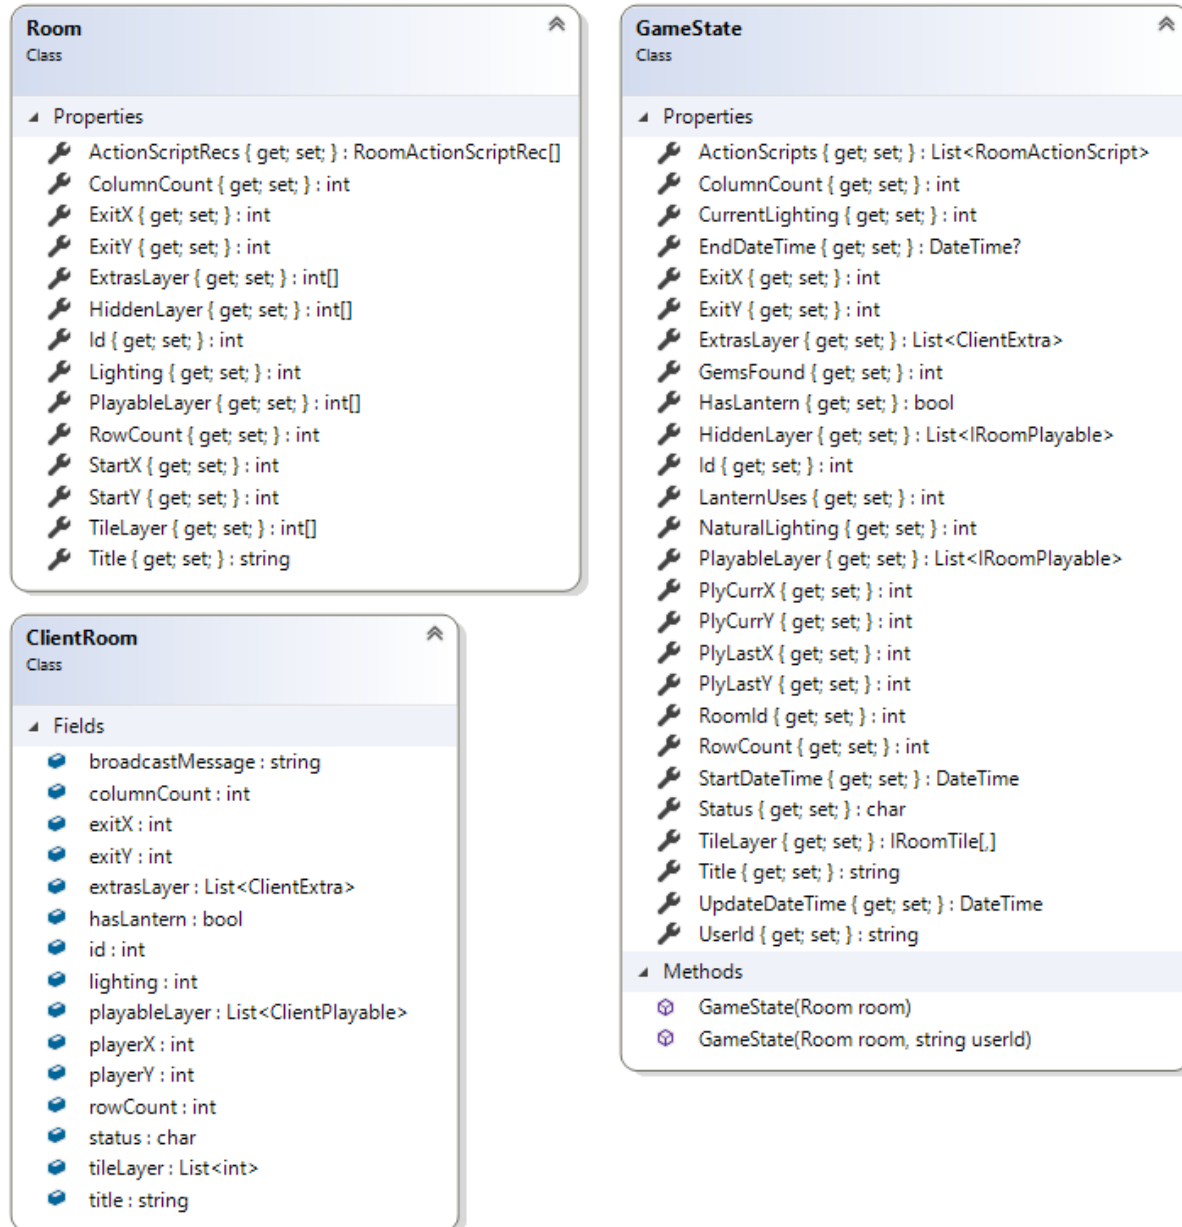 Room
Class
Properties
ActionScriptRecs { get; set; } : RoomActionScriptRec[]
ColumnCount { get; set; } : int
ExitX { get; set; } : int
ExitY { get; set; } : int
ExtrasLayer { get; set; } : int[]
HiddenLayer { get; set; } : int[]
Id { get; set; } : int
Lighting { get; set; } : int
PlayableLayer { get; set; } : int[]
RowCount { get; set; } : int
StartX { get; set; } : int
StartY { get; set; } : int
TileLayer { get; set; } : int[]
Title { get; set; } : string
ClientRoom
Class
Fields
broadcastMessage : string
columnCount : int
exitX : int
exitY : int
extrasLayer : List<ClientExtra>
hasLantern : bool
id : int
lighting : int
playableLayer : List<ClientPlayable>
playerX : int
playerY : int
rowCount : int
status : char
tileLayer : List<int>
title : string
GameState
Class
Properties
ActionScripts { get; set; } : List<RoomActionScript>
ColumnCount { get; set; } : int
CurrentLighting { get; set; } : int
EndDateTime { get; set; } : DateTime?
ExitX { get; set; } : int
ExitY { get; set; } : int
ExtrasLayer { get; set; } : List<ClientExtra>
GemsFound { get; set; } : int
HasLantern { get; set; } : bool
HiddenLayer { get; set; } : List<IRoomPlayable>
Id { get; set; } : int
LanternUses { get; set; } : int
NaturalLighting { get; set; } : int
PlayableLayer { get; set; } : List<IRoomPlayable>
PlyCurrX { get; set; } : int
PlyCurrY { get; set; } : int
PlyLastX { get; set; } : int
PlyLastY { get; set; } : int
RoomId { get; set; } : int
RowCount { get; set; } : int
StartDateTime { get; set; } : DateTime
Status { get; set; } : char
TileLayer { get; set; } : IRoomTile[,]
Title { get; set; } : string
UpdateDateTime { get; set; } : DateTime
UserId { get; set; } : string
Methods
GameState(Room room)
GameState(Room room, string userId)